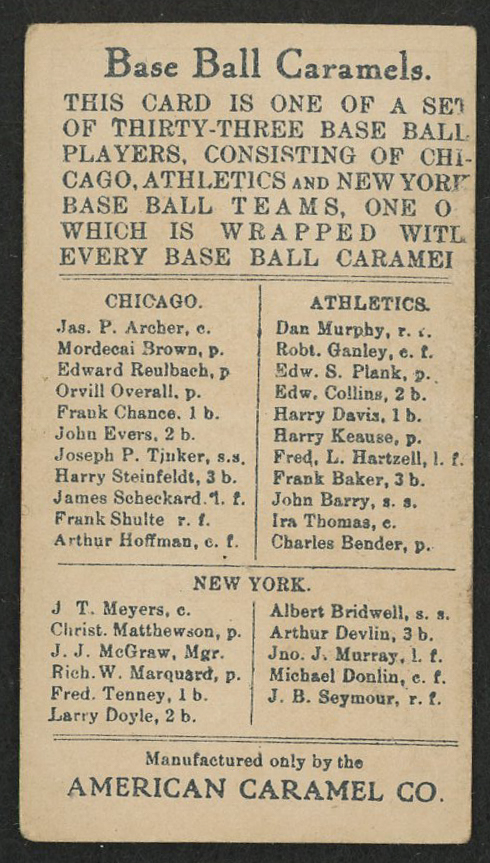 Base Ball Caramels.
THIS CARD IS ONE OF A SET
OF THIRTY-THREE BASE BALL
PLAYERS, CONSISTING OF CHI-
CAGO, ATHLETICS AND NEW YORK
BASE BALL TEAMS, ONE O
WHICH IS WRAPPED WITH
EVERY BASE BALL CARAMEL
CHICAGO.
Jas. P. Archer, c.
Mordecai Brown, p.
Edward Reulbach, p
Orvill Overall. p.
Frank Chance. 1 b.
John Evers, 2 b.
Joseph P. Tinker, s.s.
Harry Steinfeldt, 3 b.
James Scheckard. l. f.
Frank Shulte r. f.
Arthur Hoffman, c. f.
ATHLETICS.
Dan Murphy, r. f.
Robt. Ganley, c. f.
Edw. S. Plank, p.
Edw. Collins, 2 b.
Harry Davis, 1 b.
Harry Keause, p.
Fred. L. Hartzell, l. f.
Frank Baker, 3 b.
John Barry, s. s.
Ira Thomas, c.
Charles Bender, p.
NEW YORK.
J T. Meyers, c.
Christ. Matthewson, p.
J. J. McGraw, Mgr.
Rich. W. Marquard, p.
Fred. Tenney, 1 b.
Larry Doyle, 2 b.
Albert Bridwell, s. s.
Arthur Devlin, 3 b.
Jno. J. Murray, l. f.
Michael Donlin, c. f.
J. B. Seymour, r. f.
Manufactured only by the
AMERICAN CARAMEL CO.